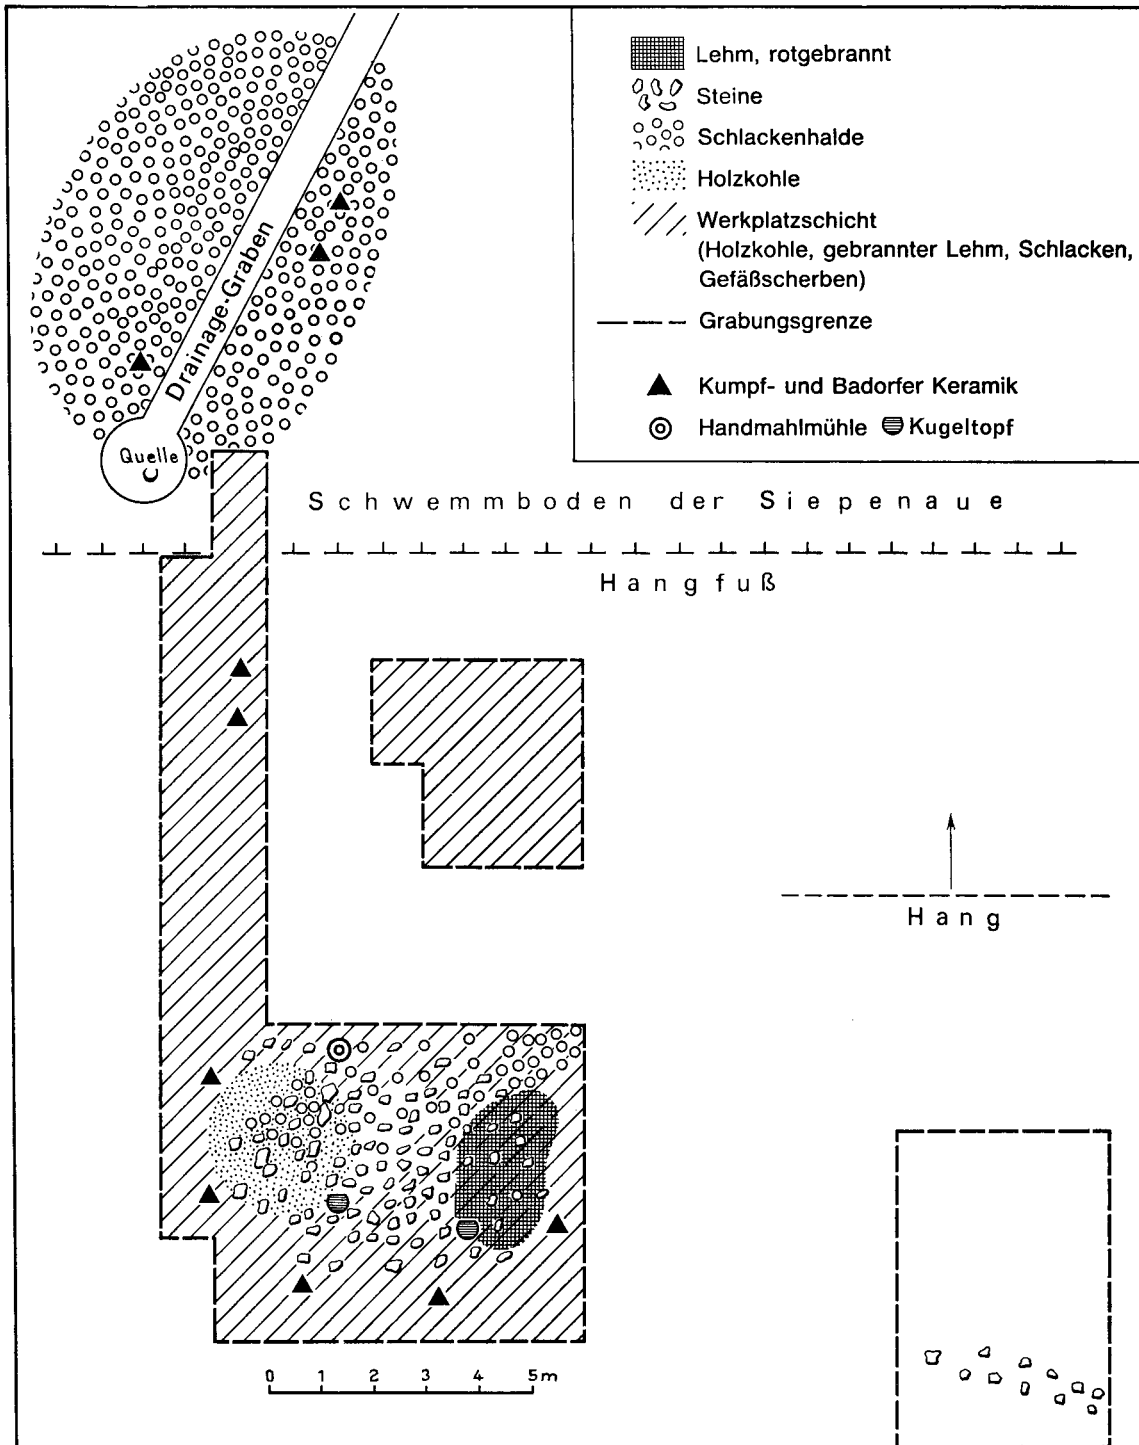 Lehm, rotgebrannt
Steine
Schlackenhalde
Holzkohle
Werkplatzschicht
(Holzkohle, gebrannter Lehm, Schlacken,
Gefäßscherben)
Grabungsgrenze
Kumpf- und Badorfer Keramik
Handmahlmühle Kugeltopf
Drainage-Graben
Quelle
Schwemmboden der Siepenaue
Hangfuß
Hang
0 1 2 3 4 5m